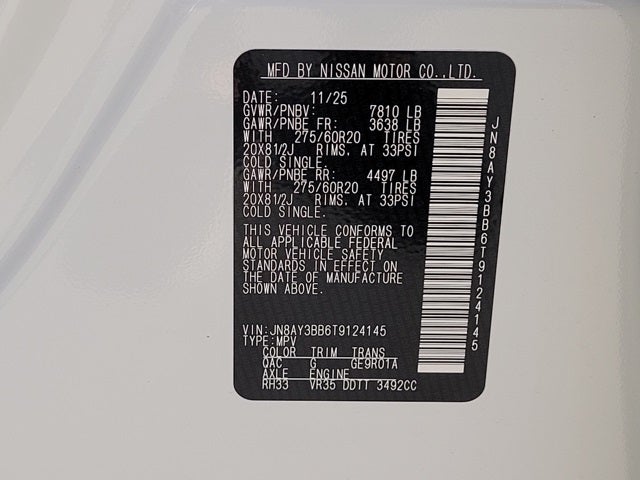 MFD BY NISSAN MOTOR CO.,LTD.
DATE: 11/25
GVWR/PNBV: 7810 LB
GAWR/PNBE FR: 3638 LB
WITH 275/60R20 TIRES
20X81/2J RIMS, AT 33PSI
COLD SINGLE.
GAWR/PNBE RR: 4497 LB
WITH 275/60R20 TIRES
20X81/2J RIMS, AT 33PSI
COLD SINGLE.
THIS VEHICLE CONFORMS TO
ALL APPLICABLE FEDERAL
MOTOR VEHICLE SAFETY
STANDARDS IN EFFECT ON
THE DATE OF MANUFACTURE
SHOWN ABOVE.
VIN:JN8AY3BB6T9124145
TYPE:MPV
COLOR TRIM TRANS
QAC G GE9R01A
AXLE ENGINE
RH33 VR35 DDTT 3492CC
JN8AY3BB6T9124145